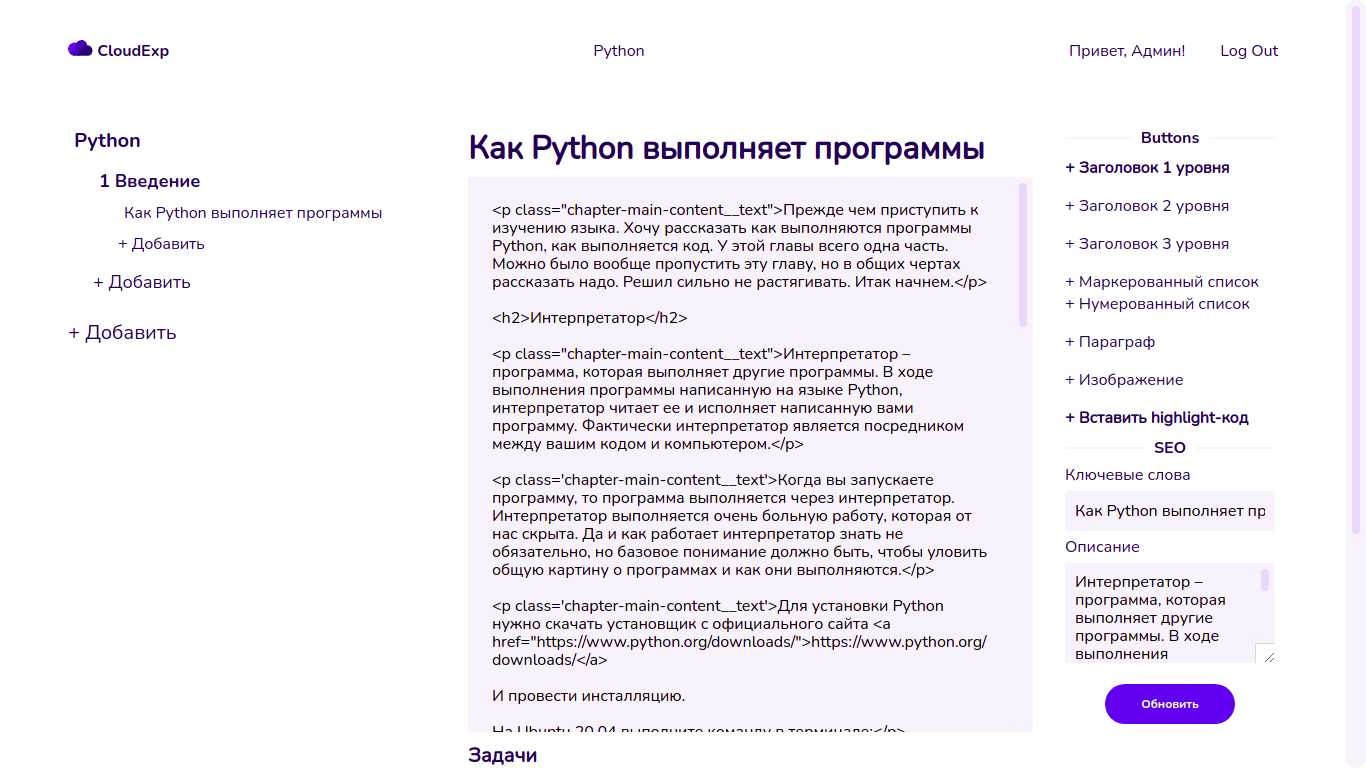 CloudExp
Python
Привет, Админ!
Log Out
Python
1 Введение
Как Python выполняет программы
+ Добавить
+ Добавить
+ Добавить
Как Python выполняет программы
<p class="chapter-main-content__text">Прежде чем приступить к
изучению языка. Хочу рассказать как выполняются программы
Python, как выполняется код. У этой главы всего одна часть.
Можно было вообще пропустить эту главу, но в общих чертах
рассказать надо. Решил сильно не растягивать. Итак начнем.</p>
<h2>Интерпретатор</h2>
<p class="chapter-main-content__text">Интерпретатор –
программа, которая выполняет другие программы. В ходе
выполнения программы написанную на языке Python,
интерпретатор читает ее и исполняет написанную вами
программу. Фактически интерпретатор является посредником
между вашим кодом и компьютером.</p>
<p class='chapter-main-content__text'>Когда вы запускаете
программу, то программа выполняется через интерпретатор.
Интерпретатор выполняется очень больную работу, которая от
нас скрыта. Да и как работает интерпретатор знать не
обязательно, но базовое понимание должно быть, чтобы уловить
общую картину о программах и как они выполняются.</p>
<p class='chapter-main-content__text'>Для установки Python
нужно скачать установщик с официального сайта <a
href="https://www.python.org/downloads/">https://www.python.org/
downloads/</a>
И провести инсталляцию.
На Ubuntu 20.04 выполните команду в терминале:</p>
Задачи
Buttons
+ Заголовок 1 уровня
+ Заголовок 2 уровня
+ Заголовок 3 уровня
+ Маркерованный список
+ Нумерованный список
+ Параграф
+ Изображение
+ Вставить highlight-код
SEO
Ключевые слова
Как Python выполняет пр
Описание
Интерпретатор –
программа, которая
выполняет другие
программы. В ходе
выполнения
Обновить